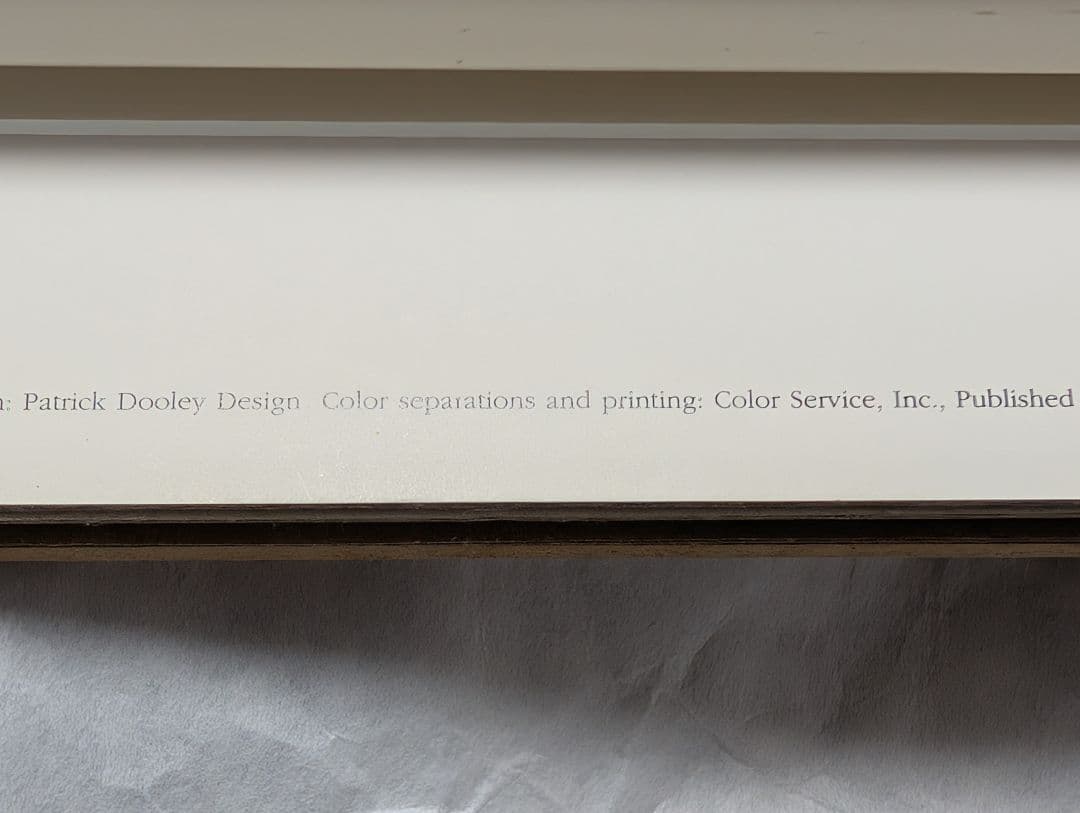 n: Patrick Dooley Design Color separations and printing: Color Service, Inc., Published